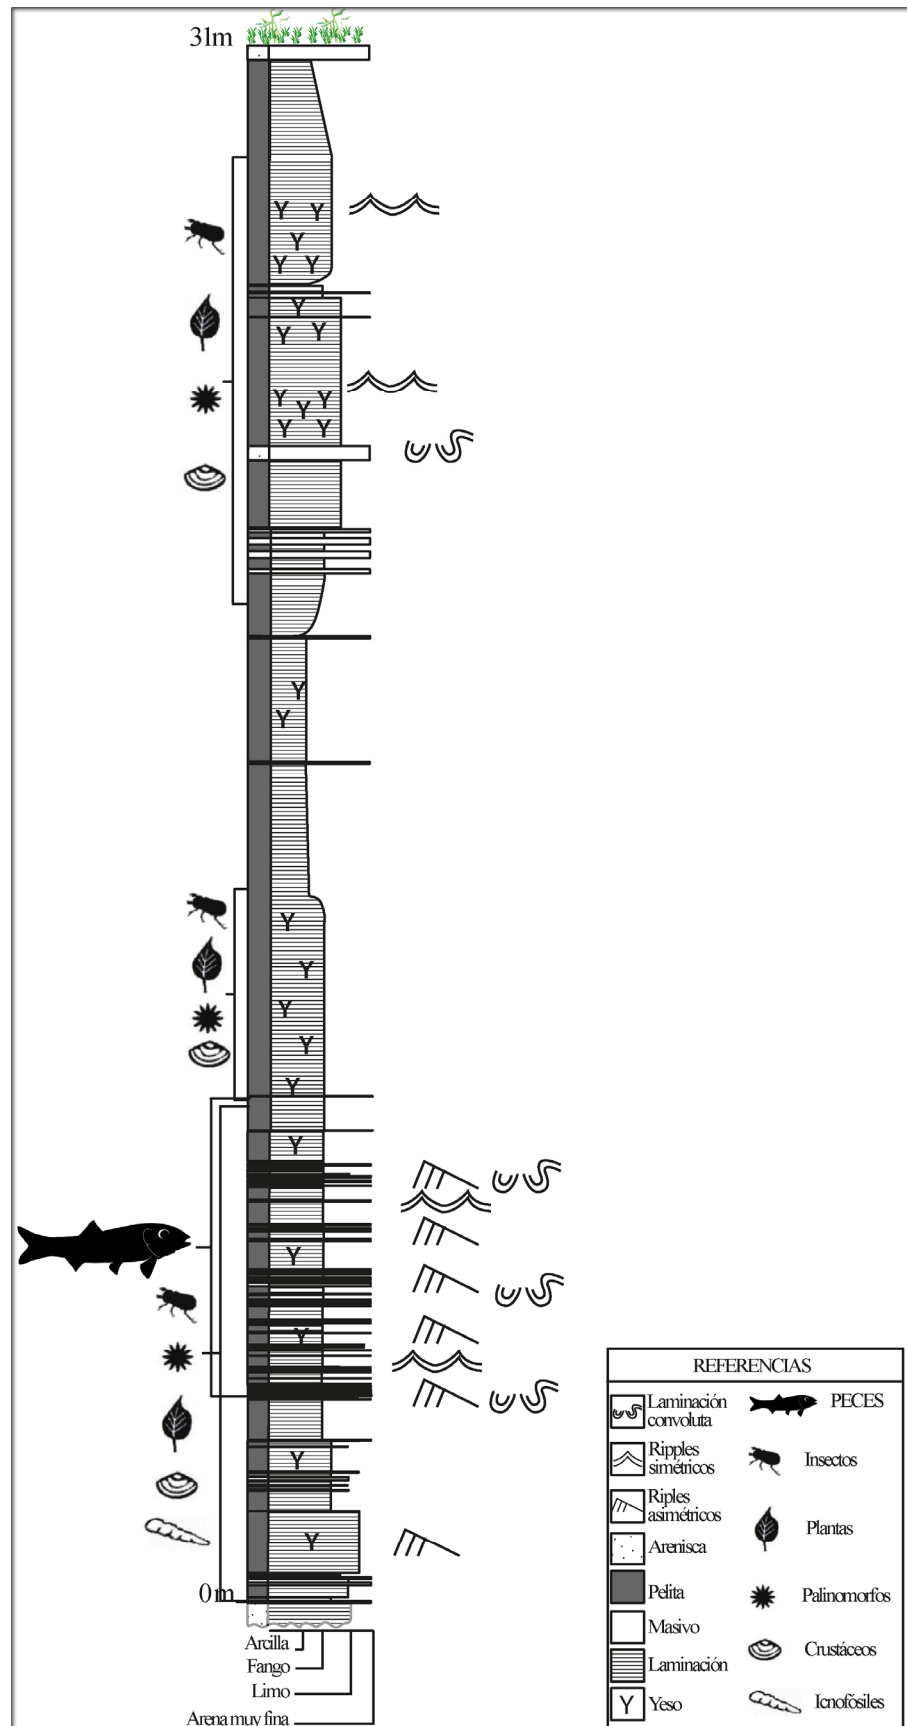 31m
0m
Arcilla
Fango
Limo
Arena muy fina
REFERENCIAS
Laminación
convoluta
Ripples
simétricos
Riples
asimétricos
Arenisca
Pelita
Masivo
Laminación
Y Yeso
PECES
Insectos
Plantas
Palinomorfos
Crustáceos
Icnofósiles